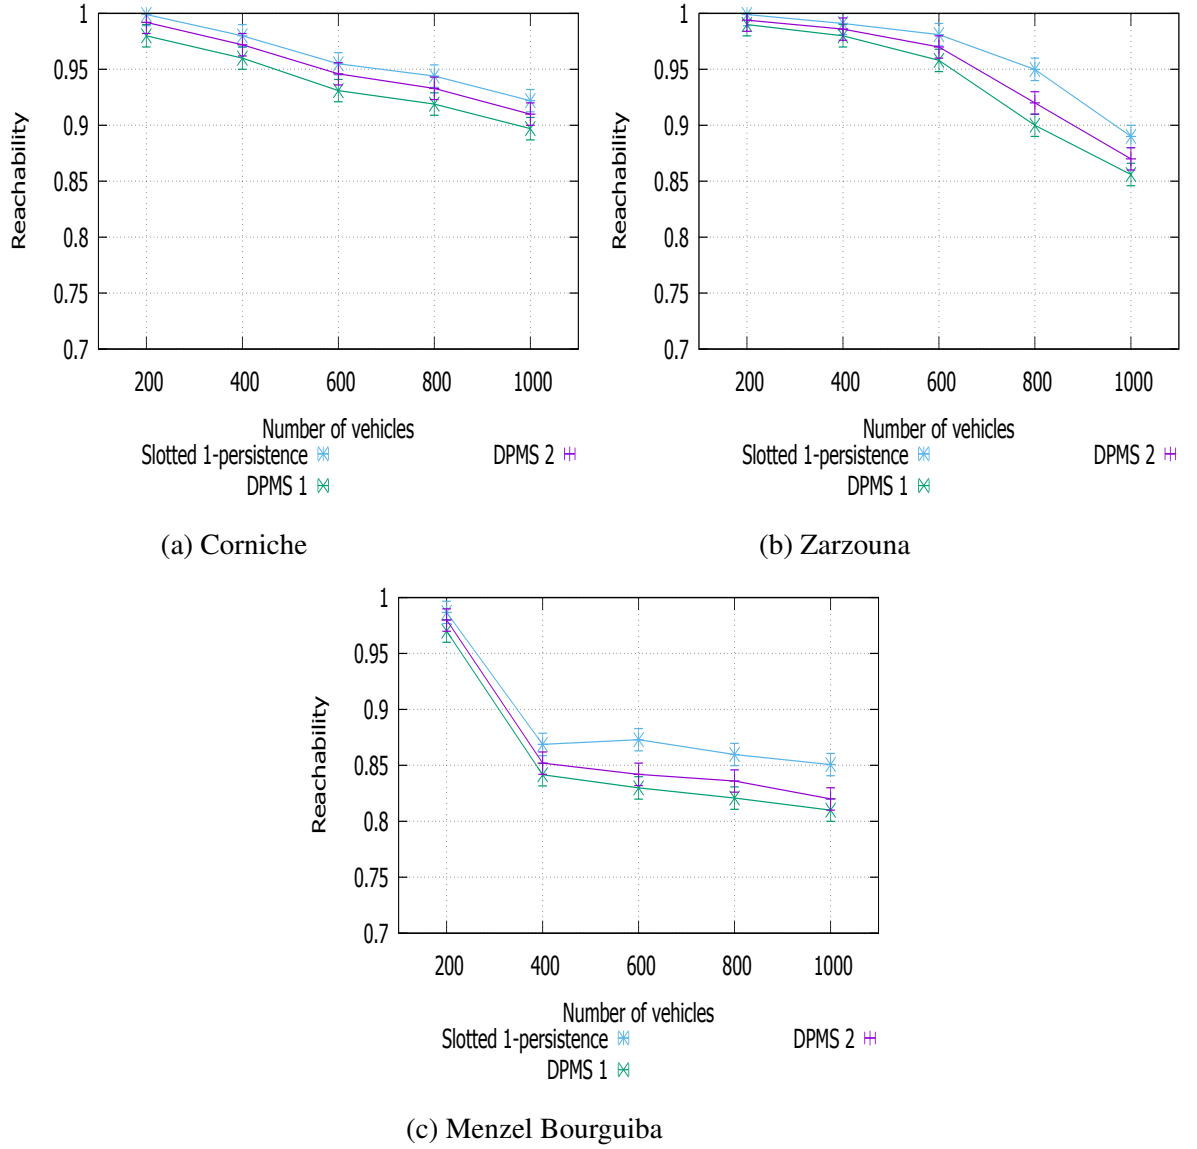 1
0.95
0.9
0.85
0.8
0.75
0.7
Reachability
200 400 600 800 1000
Number of vehicles
Slotted 1-persistence
DPMS 2
DPMS 1
(a) Corniche
1
0.95
0.9
0.85
0.8
0.75
0.7
Reachability
200 400 600 800 1000
Number of vehicles
Slotted 1-persistence
DPMS 2
DPMS 1
(b) Zarzouna
1
0.95
0.9
0.85
0.8
0.75
0.7
Reachability
200 400 600 800 1000
Number of vehicles
Slotted 1-persistence
DPMS 2
DPMS 1
(c) Menzel Bourguiba